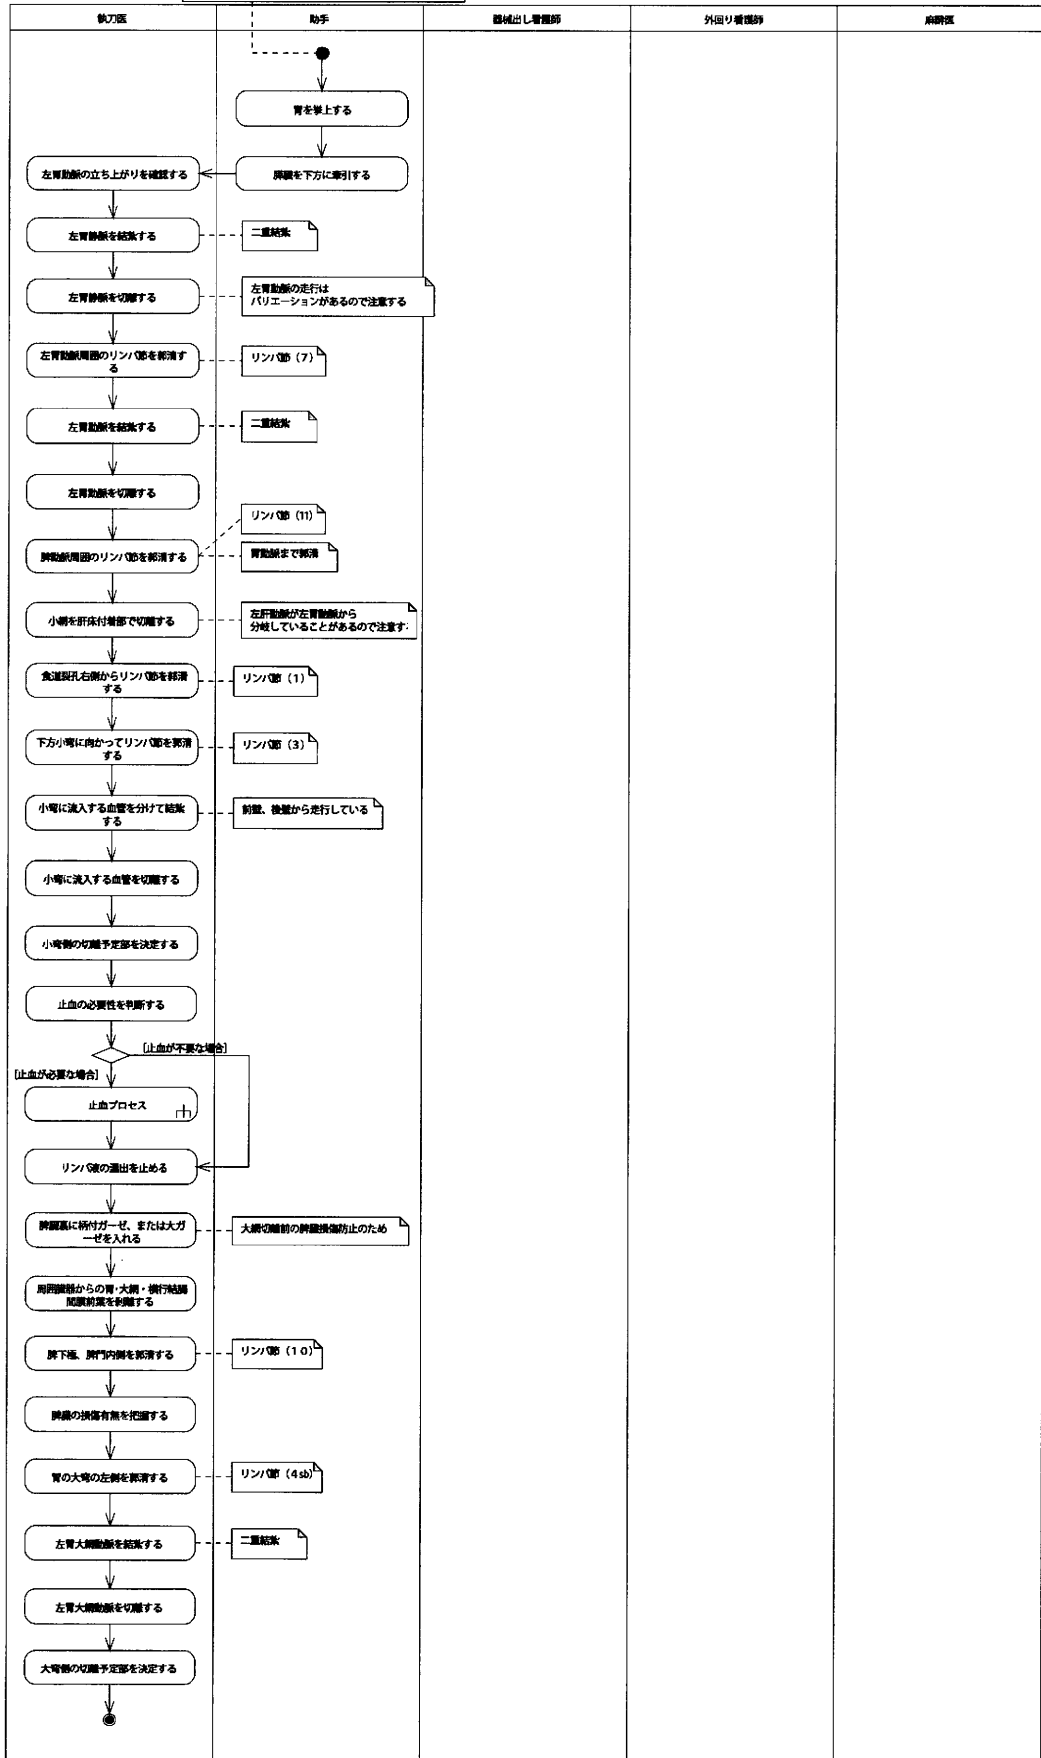 執刀医
助手
器械出し看護師
外回り看護師
麻酔医
胃を挙上する
左胃動脈の立ち上がりを確認する
膵臓を下方に牽引する
左胃静脈を結紮する
二重結紮
左胃静脈を切離する
左胃動脈の走行は
バリエーションがあるので注意する
左胃動脈周囲のリンパ節を郭清す
る
リンパ節（7）
左胃動脈を結紮する
二重結紮
左胃動脈を切離する
リンパ節（11）
脾動脈周囲のリンパ節を郭清する
胃動脈まで郭清
小網を肝床付着部で切離する
左肝動脈が左胃動脈から
分岐していることがあるので注意す
食道裂孔右側からリンパ節を郭清
する
リンパ節（1）
下方小弯に向かってリンパ節を郭清
する
リンパ節（3）
小弯に流入する血管を分けて結紮
する
前壁、後壁から走行している
小弯に流入する血管を切離する
小弯側の切離予定部を決定する
止血の必要性を判断する
[止血が不要な場合]
[止血が必要な場合]
止血プロセス
リンパ液の漏出を止める
脾臓裏に柄付ガーゼ、または大ガ
ーゼを入れる
大網切離前の脾臓損傷防止のため
周囲臓器からの胃・大網・横行結腸
間膜前葉を剥離する
脾下極、脾門内側を郭清する
リンパ節（１０）
脾臓の損傷有無を把握する
胃の大弯の左側を郭清する
リンパ節（4sb）
左胃大網動脈を結紮する
二重結紮
左胃大網動脈を切離する
大弯側の切離予定部を決定する